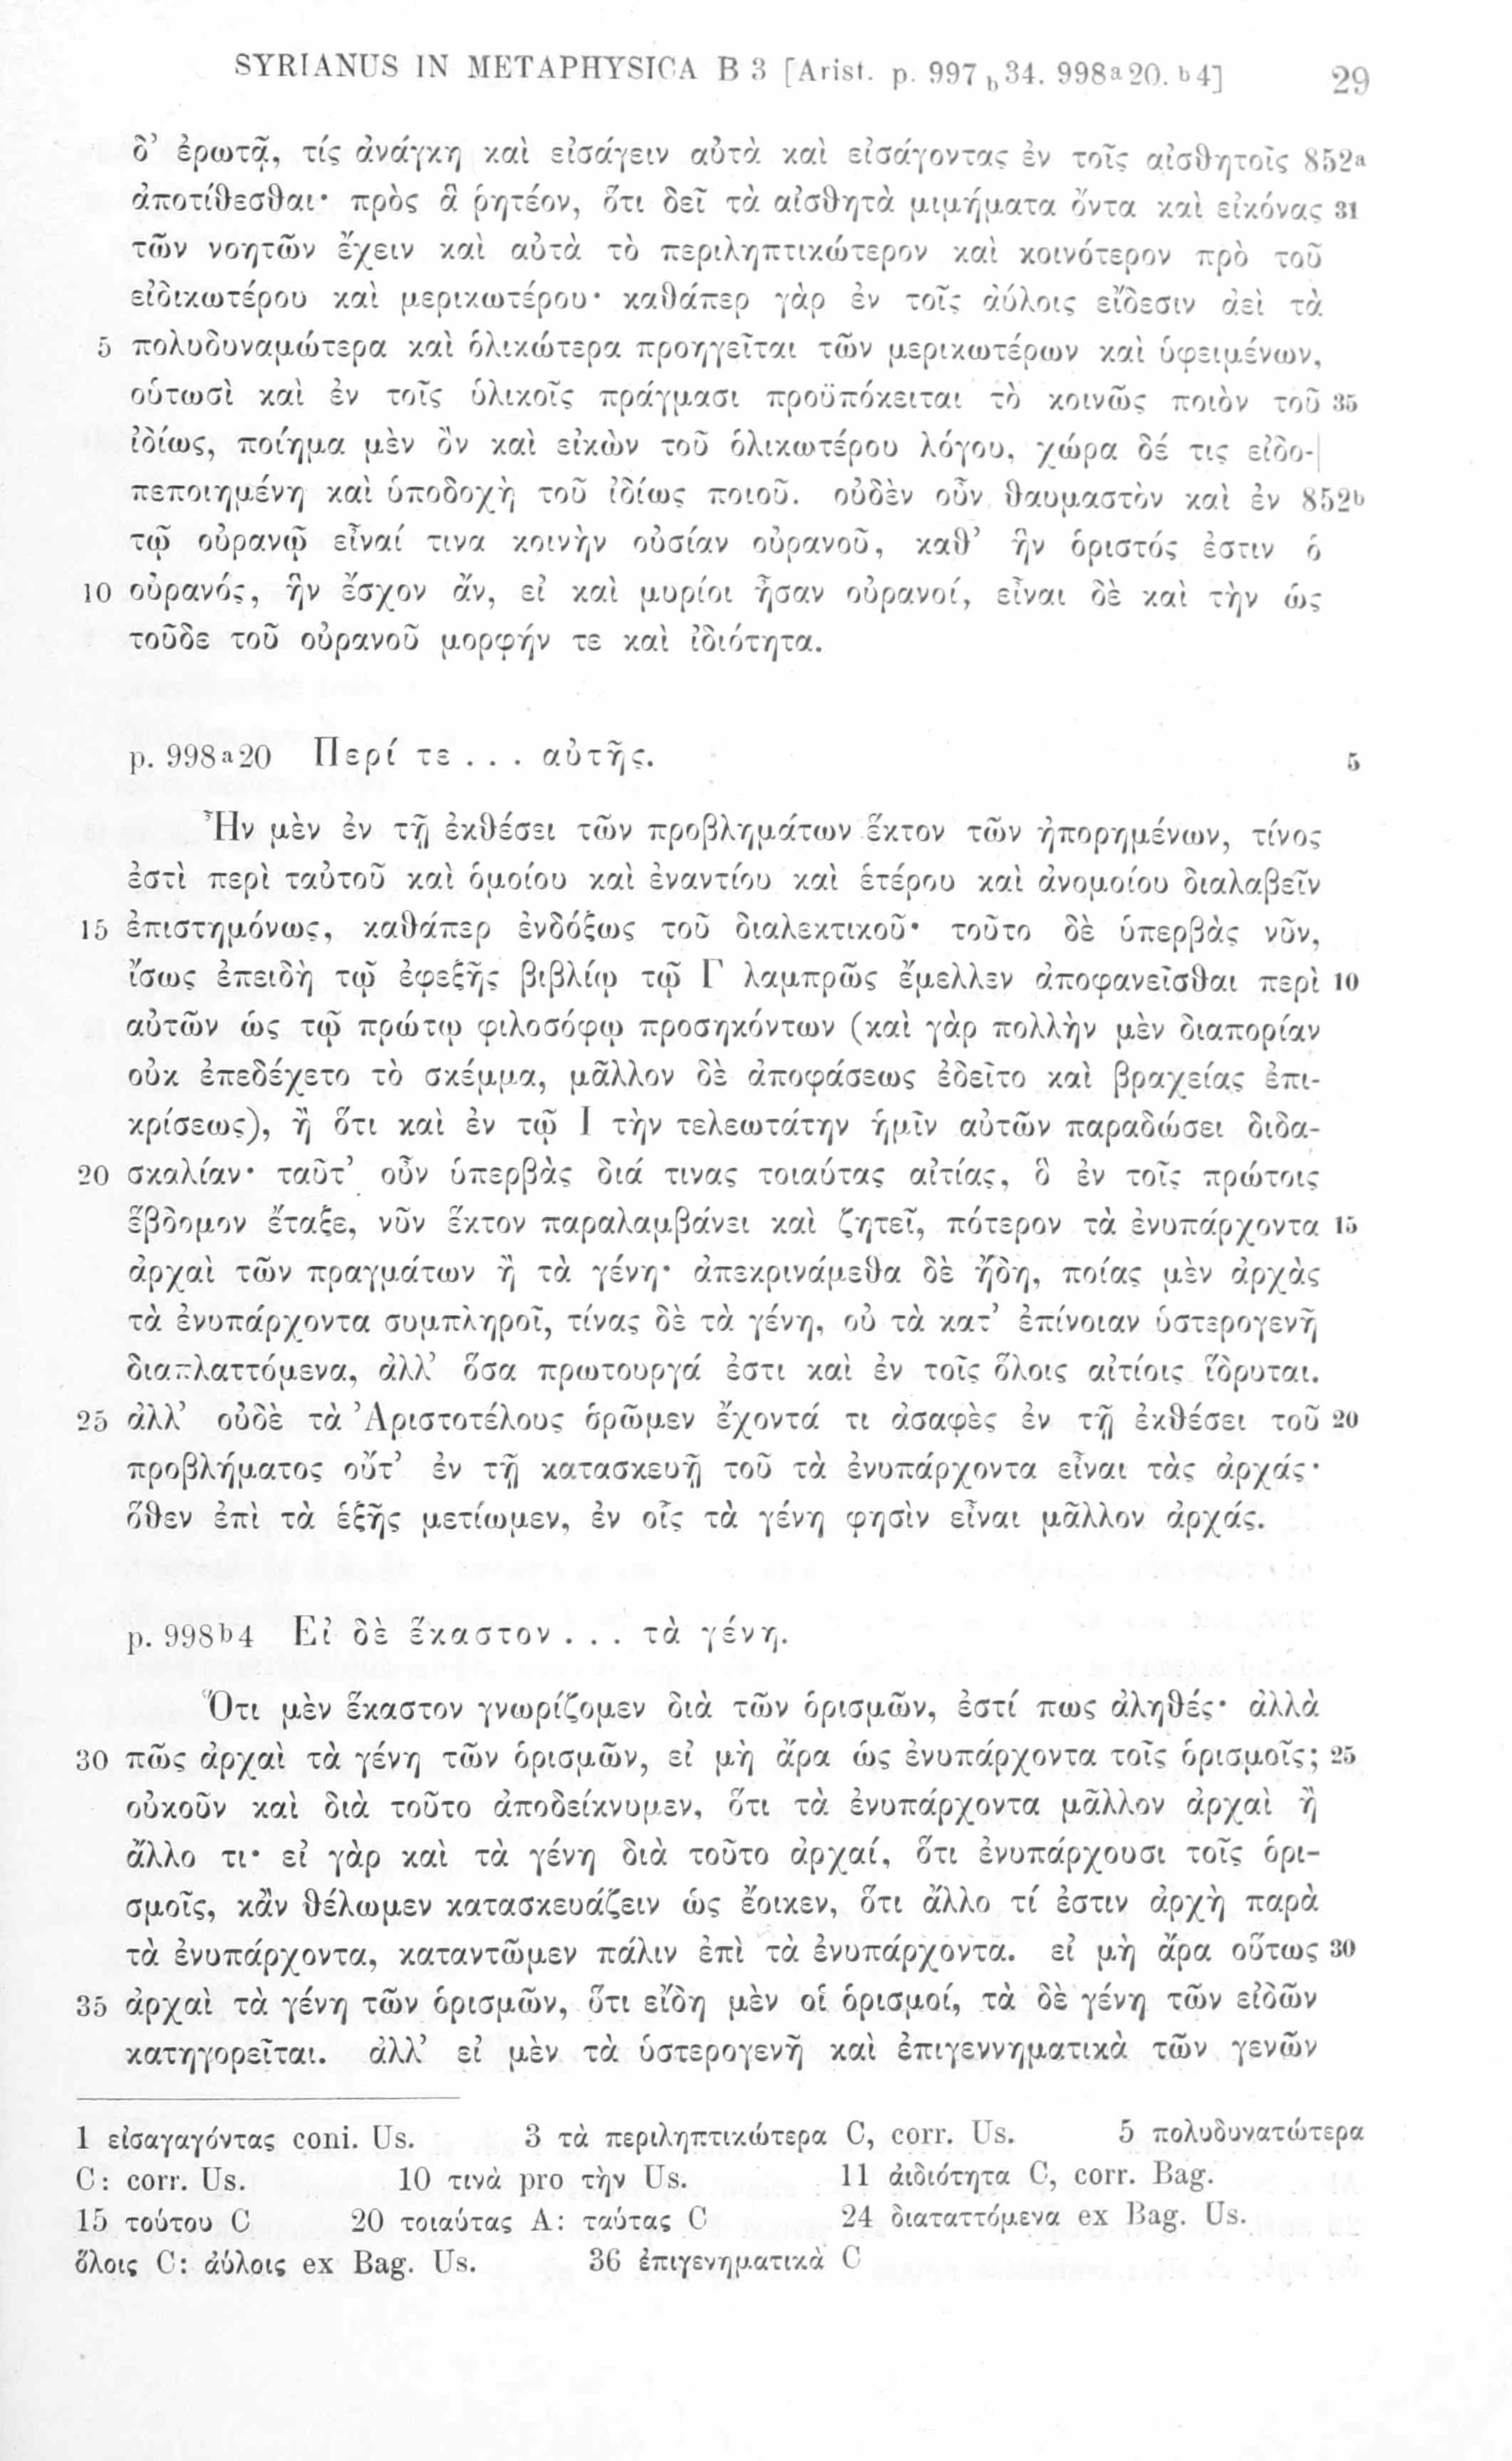 SYRIANUS IN METAPHYSICA B 3 [Arist. p. 997 b 34. 998 a 20. b 4] 29
δ’ ἐρωτᾷ, τίς ἀνάγκη καὶ εἰσάγειν αὐτὰ καὶ εἰσάγοντας ἐν τοῖς αἰσθητοῖς 852a
ἀποτίθεσθαι· πρὸς ἃ ῥητέον, ὅτι δεῖ τὰ αἰσθητὰ μιμήματα ὄντα καὶ εἰκόνας 31
τῶν νοητῶν ἔχειν καὶ αὐτὰ τὸ περιληπτικώτερον καὶ κοινότερον πρὸ τοῦ
εἰδικωτέρου καὶ μερικωτέρου· καθάπερ γὰρ ἐν τοῖς ἀύλοις εἴδεσιν ἀεὶ τὰ
5 πολυδυναμώτερα καὶ ὁλικώτερα προηγεῖται τῶν μερικωτέρων καὶ ὑφειμένων,
οὑτωσὶ καὶ ἐν τοῖς ὑλικοῖς πράγμασι προϋπόκειται τὸ κοινῶς ποιὸν τοῦ 35
ἰδίως, ποίημα μὲν ὂν καὶ εἰκὼν τοῦ ὁλικωτέρου λόγου, χώρα δέ τις εἰδο-|
πεποιημένη καὶ ὑποδοχὴ τοῦ ἰδίως ποιοῦ. οὐδὲν οὖν θαυμαστὸν καὶ ἐν 852b
τῷ οὐρανῷ εἶναί τινα κοινὴν οὐσίαν οὐρανοῦ, καθ’ ἣν ὁριστός ἐστιν ὁ
10 οὐρανός, ἣν ἔσχον ἄν, εἰ καὶ μυρίοι ἦσαν οὐρανοί, εἶναι δὲ καὶ τὴν ὡς
τοῦδε τοῦ οὐρανοῦ μορφήν τε καὶ ἰδιότητα.
p. 998 a 20 Περί τε . . . αὐτῆς. 5
Ἦν μὲν ἐν τῇ ἐκθέσει τῶν προβλημάτων ἕκτον τῶν ἠπορημένων, τίνος
ἐστὶ περὶ ταὐτοῦ καὶ ὁμοίου καὶ ἐναντίου καὶ ἑτέρου καὶ ἀνομοίου διαλαβεῖν
15 ἐπιστημόνως, καθάπερ ἐνδόξως τοῦ διαλεκτικοῦ· τοῦτο δὲ ὑπερβὰς νῦν,
ἴσως ἐπειδὴ τῷ ἐφεξῆς βιβλίῳ τῷ Γ λαμπρῶς ἔμελλεν ἀποφανεῖσθαι περὶ 10
αὐτῶν ὡς τῷ πρώτῳ φιλοσόφῳ προσηκόντων (καὶ γὰρ πολλὴν μὲν διαπορίαν
οὐκ ἐπεδέχετο τὸ σκέμμα, μᾶλλον δὲ ἀποφάσεως ἐδεῖτο καὶ βραχείας ἐπι-
κρίσεως), ἢ ὅτι καὶ ἐν τῷ Ι τὴν τελεωτάτην ἡμῖν αὐτῶν παραδώσει διδα-
20 σκαλίαν· ταῦτ’ οὖν ὑπερβὰς διά τινας τοιαύτας αἰτίας, ὃ ἐν τοῖς πρώτοις
ἕβδομον ἔταξε, νῦν ἕκτον παραλαμβάνει καὶ ζητεῖ, πότερον τὰ ἐνυπάρχοντα 15
ἀρχαὶ τῶν πραγμάτων ἢ τὰ γένη· ἀπεκρινάμεθα δὲ ἤδη, ποίας μὲν ἀρχὰς
τὰ ἐνυπάρχοντα συμπληροῖ, τίνας δὲ τὰ γένη, οὐ τὰ κατ’ ἐπίνοιαν ὑστερογενῆ
διαπλαττόμενα, ἀλλ’ ὅσα πρωτουργά ἐστι καὶ ἐν τοῖς ὅλοις αἰτίοις ἵδρυται.
25 ἀλλ’ οὐδὲ τὰ Ἀριστοτέλους ὁρῶμεν ἔχοντά τι ἀσαφὲς ἐν τῇ ἐκθέσει τοῦ 20
προβλήματος οὔτ’ ἐν τῇ κατασκευῇ τοῦ τὰ ἐνυπάρχοντα εἶναι τὰς ἀρχάς·
ὅθεν ἐπὶ τὰ ἑξῆς μετίωμεν, ἐν οἷς τὰ γένη φησὶν εἶναι μᾶλλον ἀρχάς.
p. 998 b 4 Εἰ δὲ ἕκαστον . . . τὰ γένη.
Ὅτι μὲν ἕκαστον γνωρίζομεν διὰ τῶν ὁρισμῶν, ἐστί πως ἀληθές· ἀλλὰ
30 πῶς ἀρχαὶ τὰ γένη τῶν ὁρισμῶν, εἰ μὴ ἄρα ὡς ἐνυπάρχοντα τοῖς ὁρισμοῖς; 25
οὐκοῦν καὶ διὰ τοῦτο ἀποδείκνυμεν, ὅτι τὰ ἐνυπάρχοντα μᾶλλον ἀρχαὶ ἢ
ἄλλο τι· εἰ γὰρ καὶ τὰ γένη διὰ τοῦτο ἀρχαί, ὅτι ἐνυπάρχουσι τοῖς ὁρι-
σμοῖς, κἂν θέλωμεν κατασκευάζειν ὡς ἔοικεν, ὅτι ἄλλο τί ἐστιν ἀρχὴ παρὰ
τὰ ἐνυπάρχοντα, καταντῶμεν πάλιν ἐπὶ τὰ ἐνυπάρχοντα. εἰ μὴ ἄρα οὕτως 30
35 ἀρχαὶ τὰ γένη τῶν ὁρισμῶν, ὅτι εἴδη μὲν οἱ ὁρισμοί, τὰ δὲ γένη τῶν εἰδῶν
κατηγορεῖται. ἀλλ’ εἰ μὲν τὰ ὑστερογενῆ καὶ ἐπιγεννηματικὰ τῶν γενῶν
1 εἰσαγαγόντας coni. Us. 3 τὰ περιληπτικώτερα C, corr. Us. 5 πολυδυνατώτερα
C: corr. Us. 10 τινὰ pro τὴν Us. 11 ἀιδιότητα C, corr. Bag.
15 τούτου C 20 τοιαύτας A: ταύτας C 24 διαταττόμενα ex Bag. Us.
ὅλοις C: ἀύλοις ex Bag. Us. 36 ἐπιγενηματικὰ C